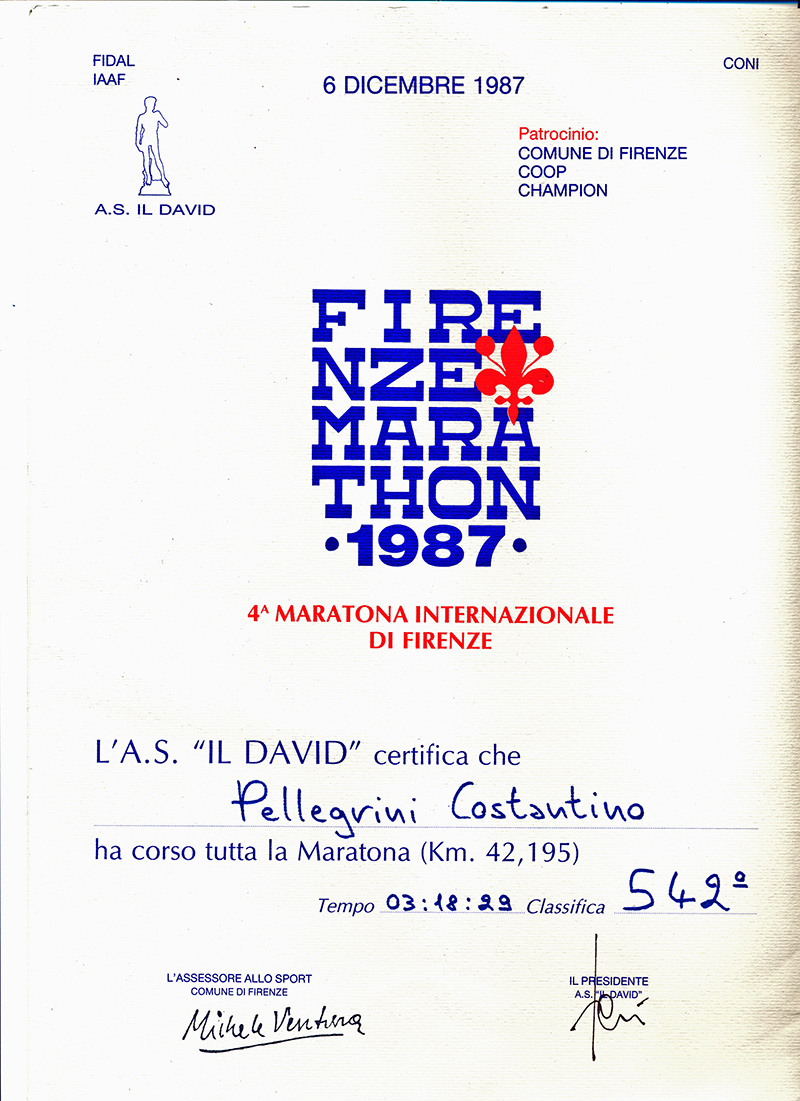 FIDAL
IAAF
CONI
6 DICEMBRE 1987
A.S. IL DAVID
Patrocinio:
COMUNE DI FIRENZE
COOP
CHAMPION
FIRE
NZE
MARA
THON
·1987·
4ᴬ MARATONA INTERNAZIONALE
DI FIRENZE
L'A.S. “IL DAVID” certifica che
Pellegrini Costantino
ha corso tutta la Maratona (Km. 42,195)
Tempo 03:18:29 Classifica 542º
L'ASSESSORE ALLO SPORT
COMUNE DI FIRENZE
Michele Ventura
IL PRESIDENTE
A.S. “IL DAVID”